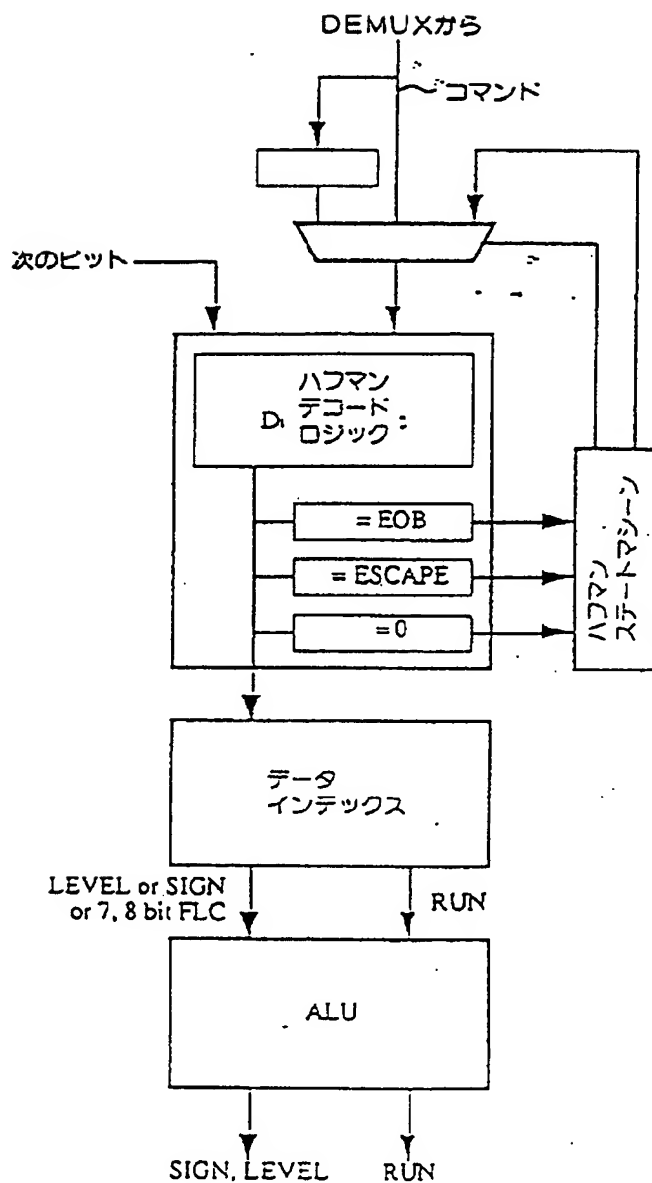 DEMUXから
コマンド
次のビット
ハフマン
デコード
ロジック
= EOB
= ESCAPE
= 0
ハフマン
ステートマシーン
データ
インデックス
LEVEL or SIGN
or 7, 8 bit FLC
RUN
ALU
SIGN, LEVEL
RUN